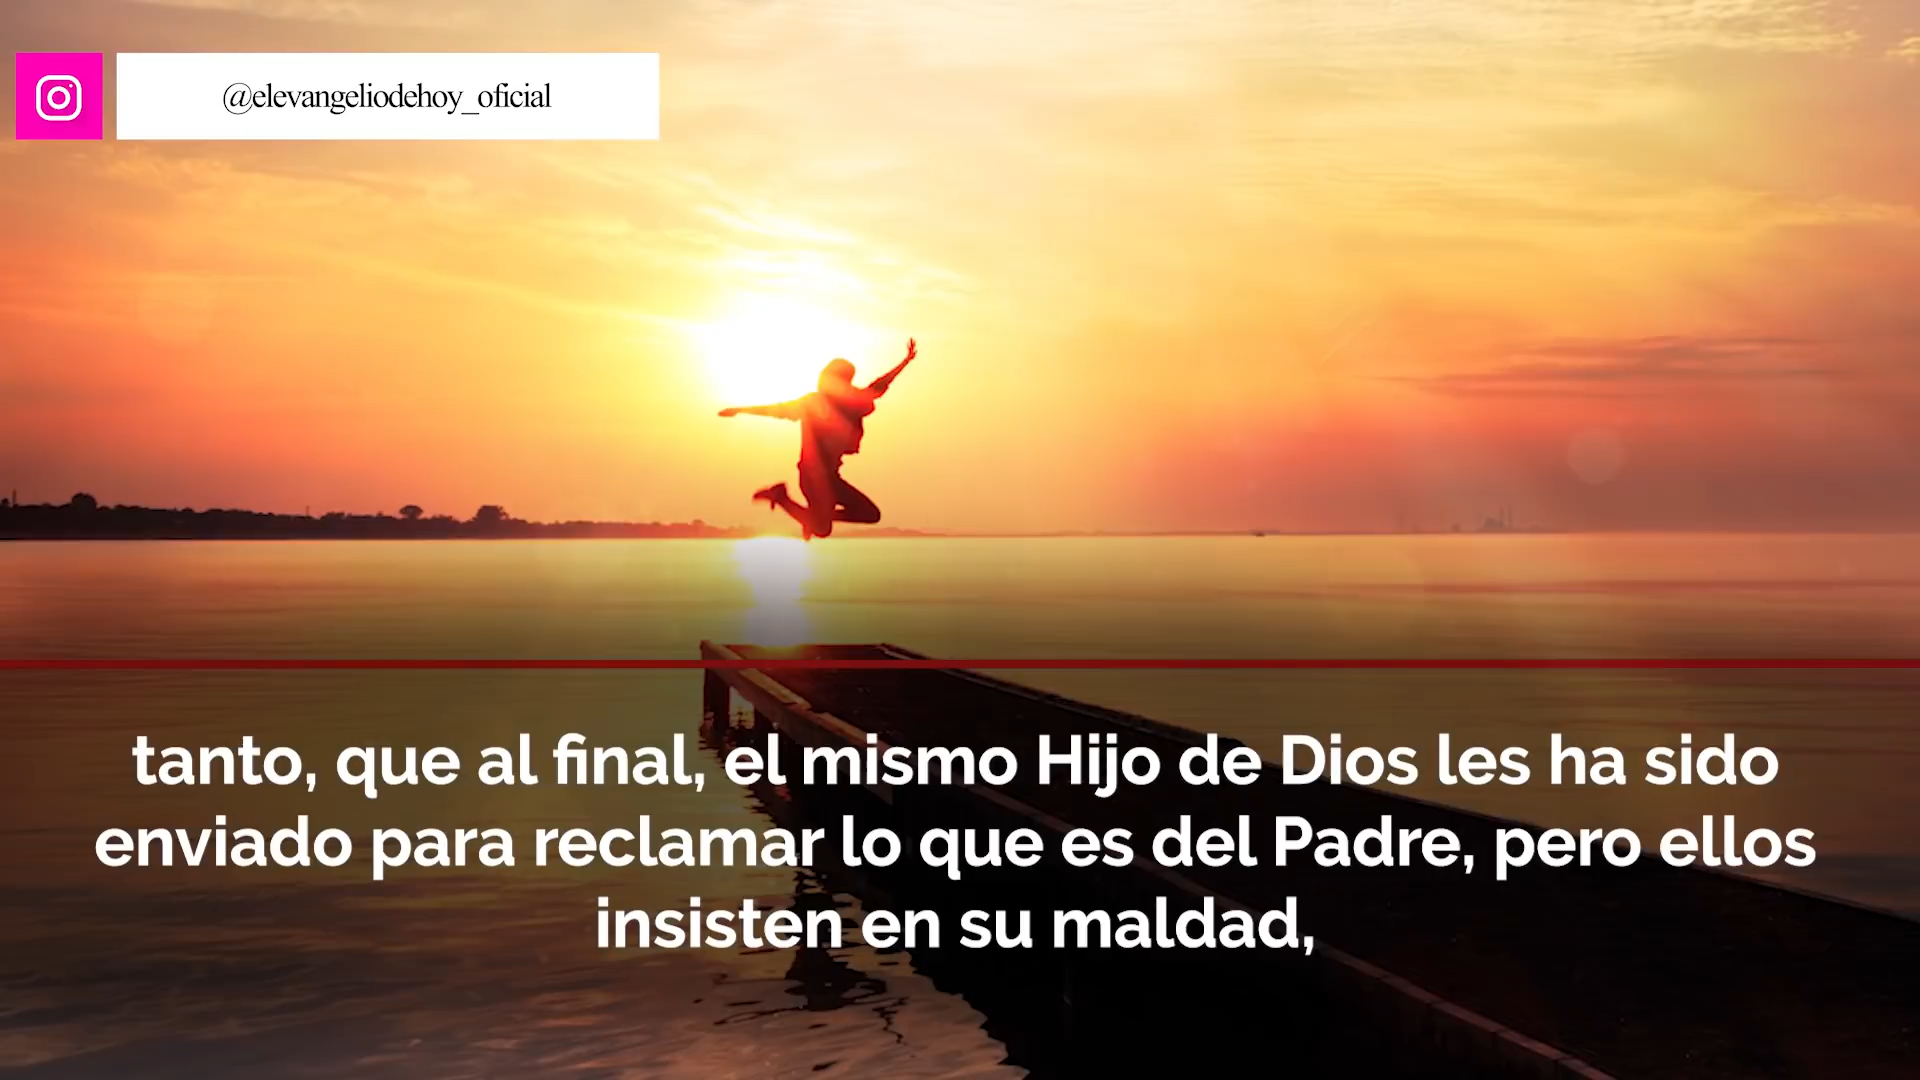 @elevangeliodehoy_oficial
tanto, que al final, el mismo Hijo de Dios les ha sido
enviado para reclamar lo que es del Padre, pero ellos
insisten en su maldad,